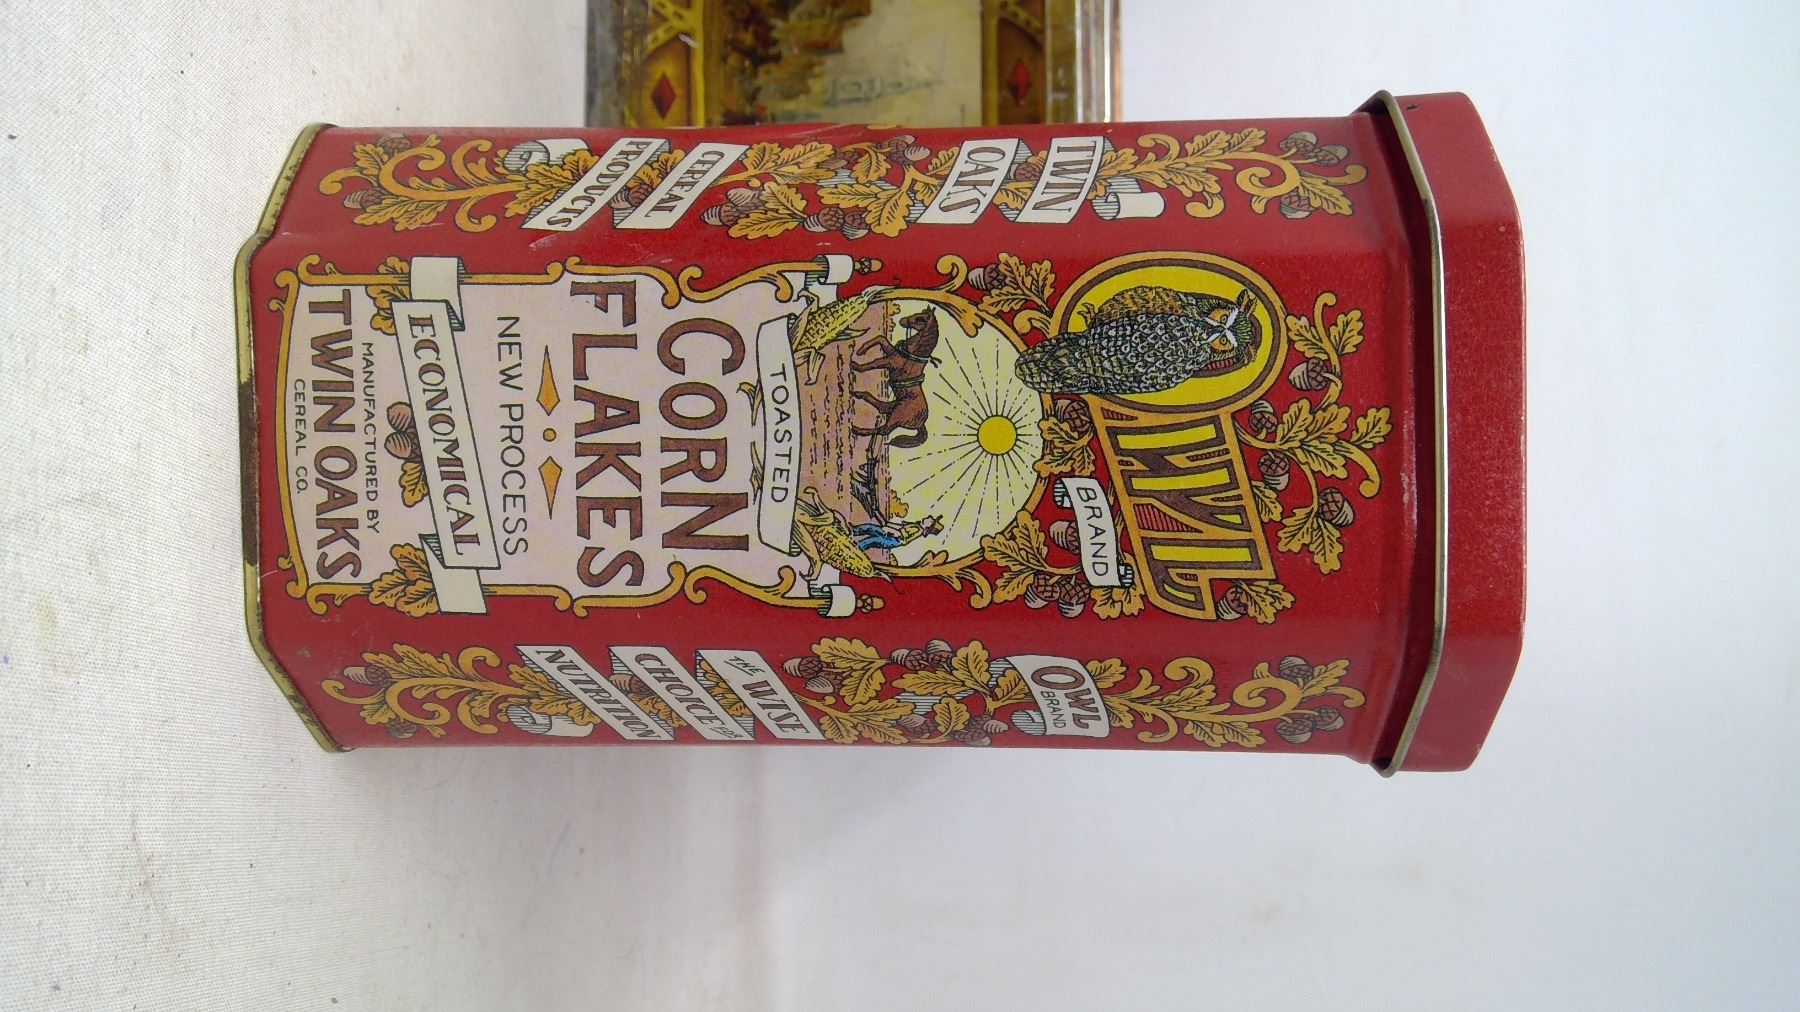 OWL
BRAND
TOASTED
CORN
FLAKES
NEW PROCESS
ECONOMICAL
MANUFACTURED BY
TWIN OAKS
CEREAL CO.
TWIN
OAKS
CEREAL
PRODUCTS
OWL
BRAND
THE WISE
CHOICE FOR
NUTRITION